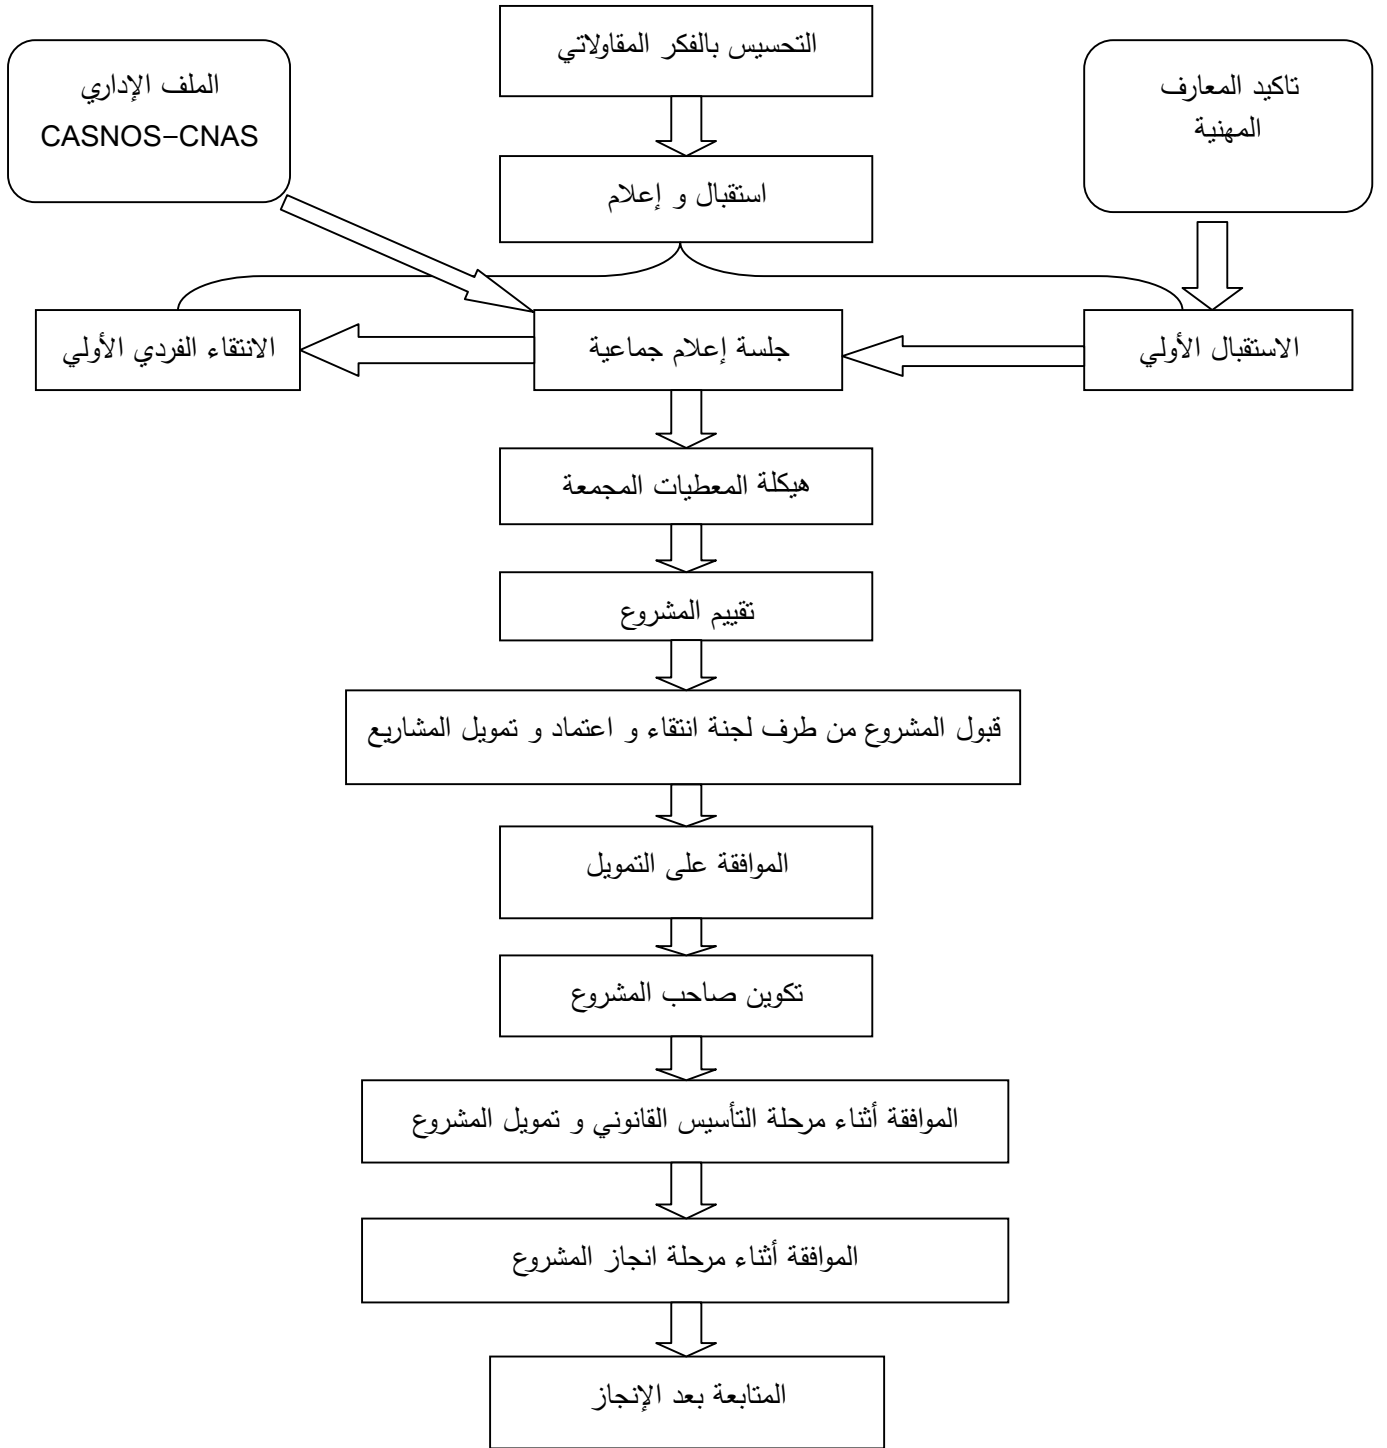 التحسيس بالفكر المقاولاتي
تاكيد المعارف
المهنية
الملف الإداري
CASNOS–CNAS
استقبال و إعلام
الاستقبال الأولي
جلسة إعلام جماعية
الانتقاء الفردي الأولي
هيكلة المعطيات المجمعة
تقييم المشروع
قبول المشروع من طرف لجنة انتقاء و اعتماد و تمويل المشاريع
الموافقة على التمويل
تكوين صاحب المشروع
الموافقة أثناء مرحلة التأسيس القانوني و تمويل المشروع
الموافقة أثناء مرحلة انجاز المشروع
المتابعة بعد الإنجاز